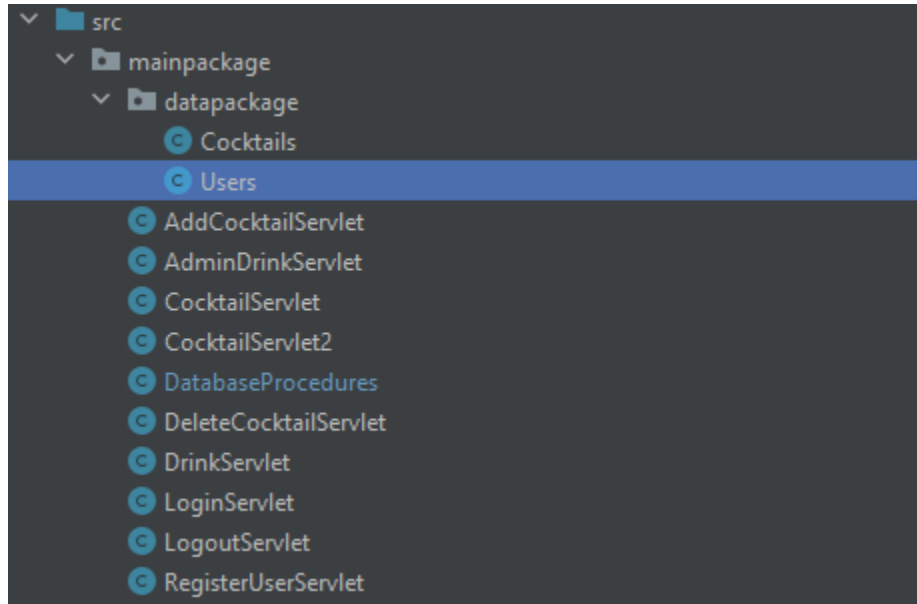 src
mainpackage
datapackage
C Cocktails
C Users
C AddCocktailServlet
C AdminDrinkServlet
C CocktailServlet
C CocktailServlet2
C DatabaseProcedures
C DeleteCocktailServlet
C DrinkServlet
C LoginServlet
C LogoutServlet
C RegisterUserServlet